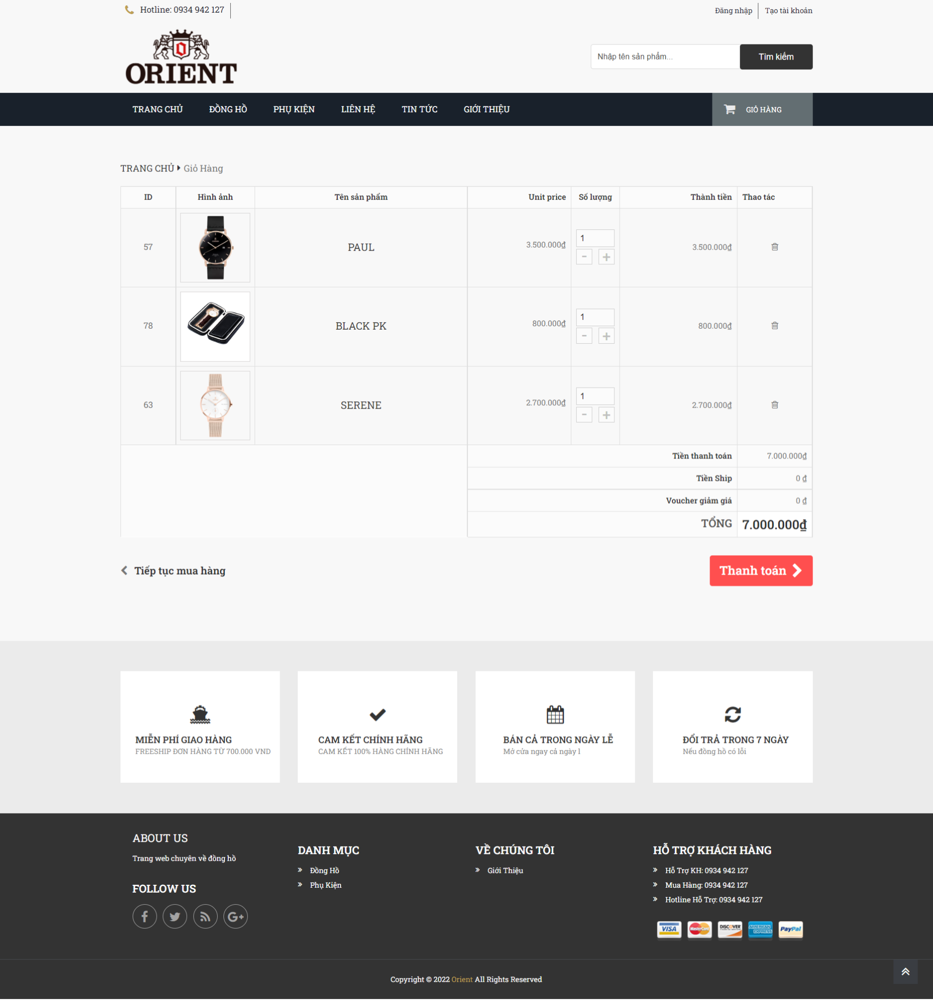 Hotline: 0934 942 127
Đăng nhập
Tạo tài khoản
ORIENT
Nhập tên sản phẩm...
Tìm kiếm
TRANG CHỦ
ĐỒNG HỒ
PHỤ KIỆN
LIÊN HỆ
TIN TỨC
GIỚI THIỆU
GIỎ HÀNG
TRANG CHỦ Giỏ Hàng
ID Hình ảnh Tên sản phẩm Unit price Số lượng Thành tiền Thao tác
57 PAUL 3.500.000₫ 1 3.500.000₫
- +
78 BLACK PK 800.000₫ 1 800.000₫
- +
63 SERENE 2.700.000₫ 1 2.700.000₫
- +
Tiền thanh toán 7.000.000₫
Tiền Ship 0 ₫
Voucher giảm giá 0 ₫
TỔNG 7.000.000₫
Tiếp tục mua hàng
Thanh toán
MIỄN PHÍ GIAO HÀNG
FREESHIP ĐƠN HÀNG TỪ 700.000 VND
CAM KẾT CHÍNH HÃNG
CAM KẾT 100% HÀNG CHÍNH HÃNG
BÁN CẢ TRONG NGÀY LỄ
Mở cửa ngay cả ngày l
ĐỔI TRẢ TRONG 7 NGÀY
Nếu đồng hồ có lỗi
ABOUT US
Trang web chuyên về đồng hồ
FOLLOW US
DANH MỤC
Đồng Hồ
Phụ Kiện
VỀ CHÚNG TÔI
Giới Thiệu
HỖ TRỢ KHÁCH HÀNG
Hỗ Trợ KH: 0934 942 127
Mua Hàng: 0934 942 127
Hotline Hỗ Trợ: 0934 942 127
VISA MasterCard DISCOVER AMERICAN EXPRESS PayPal
Copyright © 2022 Orient All Rights Reserved